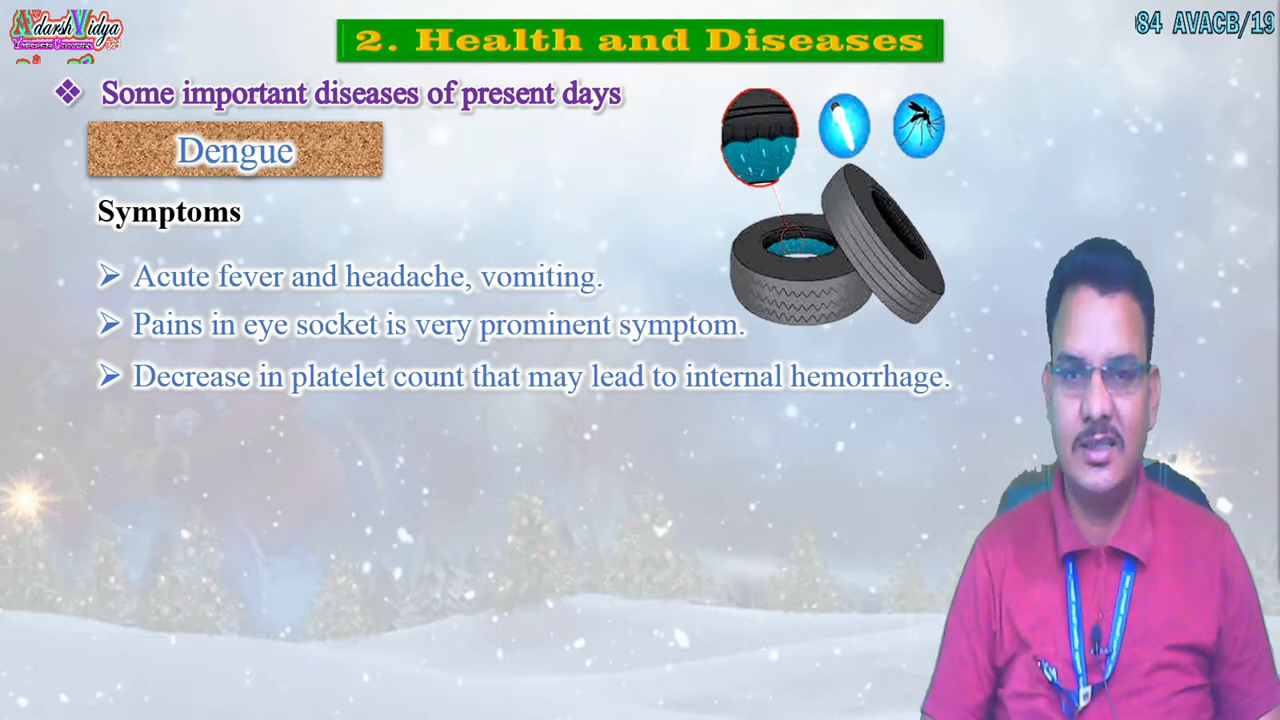 Adarsh Vidya
2. Health and Diseases
84 AVACB/19
❖ Some important diseases of present days
Dengue
Symptoms
➢ Acute fever and headache, vomiting.
➢ Pains in eye socket is very prominent symptom.
➢ Decrease in platelet count that may lead to internal hemorrhage.